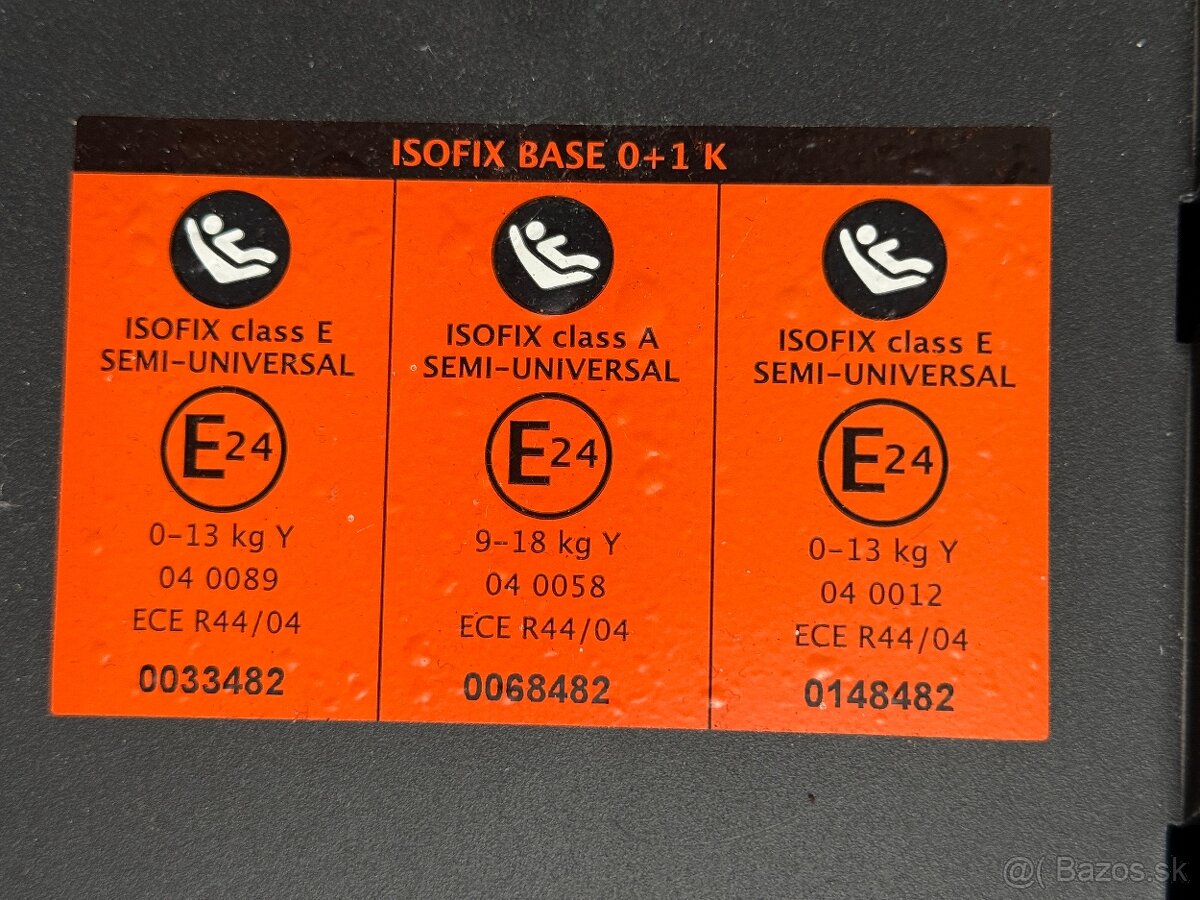 ISOFIX BASE 0+1 K
ISOFIX class E
SEMI-UNIVERSAL
E24
0-13 kg Y
04 0089
ECE R44/04
0033482
ISOFIX class A
SEMI-UNIVERSAL
E24
9-18 kg Y
04 0058
ECE R44/04
0068482
ISOFIX class E
SEMI-UNIVERSAL
E24
0-13 kg Y
04 0012
ECE R44/04
0148482
@( Bazos.sk